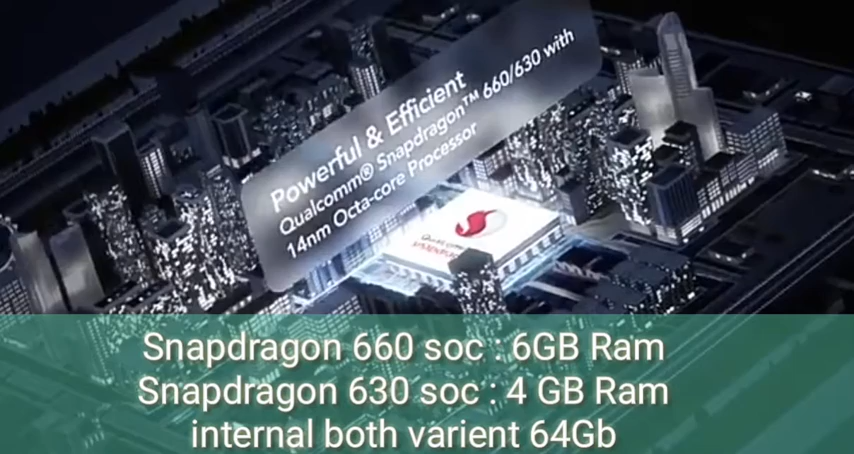 Powerful & Efficient
Qualcomm® Snapdragon™ 660/630 with
14nm Octa-core Processor
Qualcomm
Snapdragon 660 soc : 6GB Ram
Snapdragon 630 soc : 4 GB Ram
internal both varient 64Gb